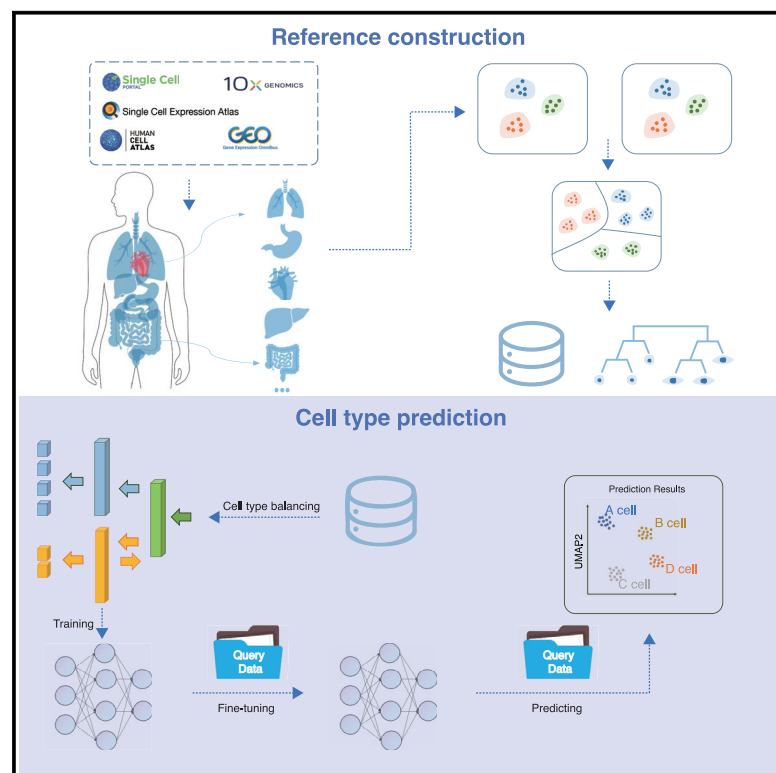 Reference construction
Single Cell
PORTAL
10X GENOMICS
Single Cell Expression Atlas
HUMAN
CELL
ATLAS
GEO
Gene Expression Omnibus
Cell type prediction
Cell type balancing
Prediction Results
A cell
B cell
UMAP2
D cell
C cell
Training
Query
Data
Query
Data
Fine-tuning
Predicting